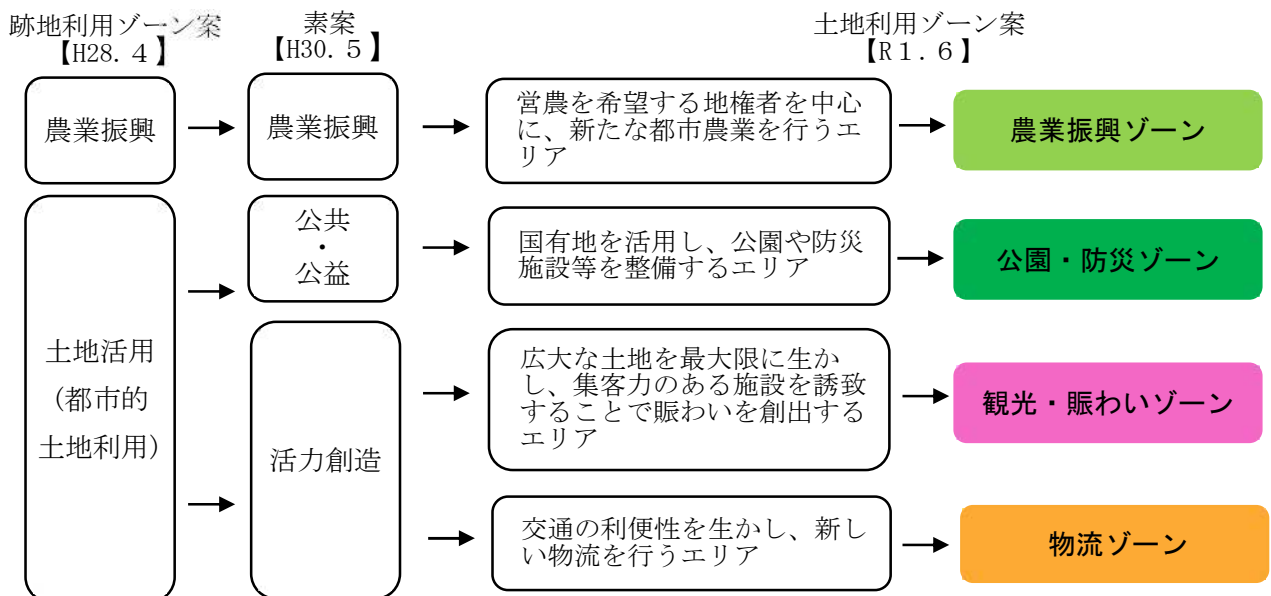 跡地利用ゾーン案
【H28.４】
素案
【H30.５】
土地利用ゾーン案
【R１.６】
農業振興
農業振興
営農を希望する地権者を中心
に、新たな都市農業を行うエ
リア
農業振興ゾーン
土地活用
(都市的
土地利用)
公共
・
公益
国有地を活用し、公園や防災
施設等を整備するエリア
公園・防災ゾーン
活力創造
広大な土地を最大限に生か
し、集客力のある施設を誘致
することで賑わいを創出する
エリア
観光・賑わいゾーン
交通の利便性を生かし、新し
い物流を行うエリア
物流ゾーン